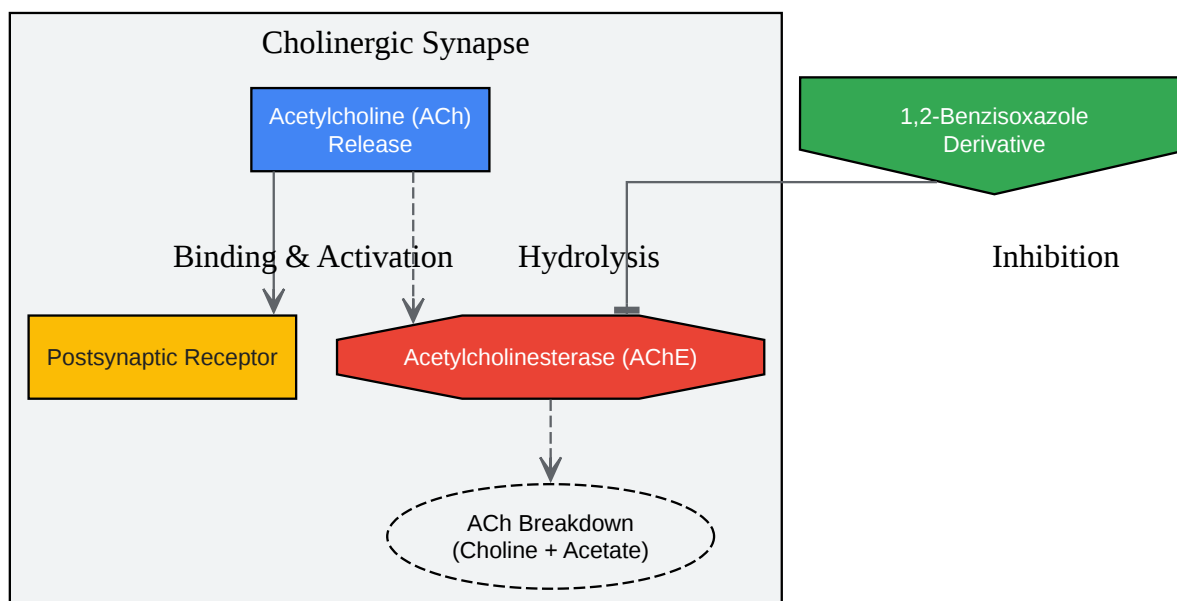 Cholinergic Synapse
Acetylcholine (ACh)
Release
1,2-Benzisoxazole
Derivative
Binding & Activation
Hydrolysis
Inhibition
Postsynaptic Receptor
Acetylcholinesterase (AChE)
ACh Breakdown
(Choline + Acetate)